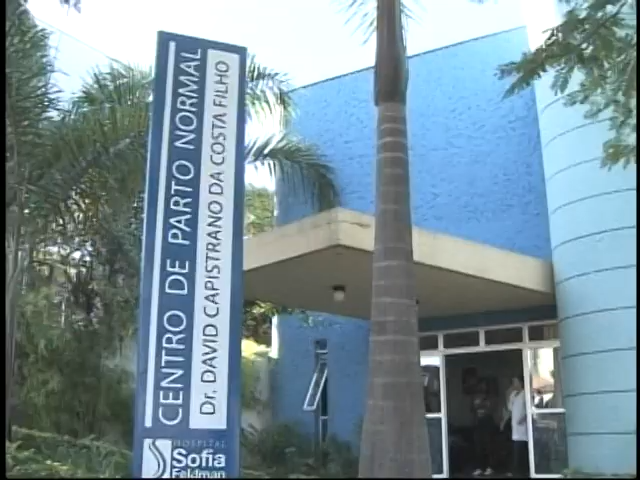 CENTRO DE PARTO NORMAL
Dr. DAVID CAPISTRANO DA COSTA FILHO
HOSPITAL
Sofia
Feldman